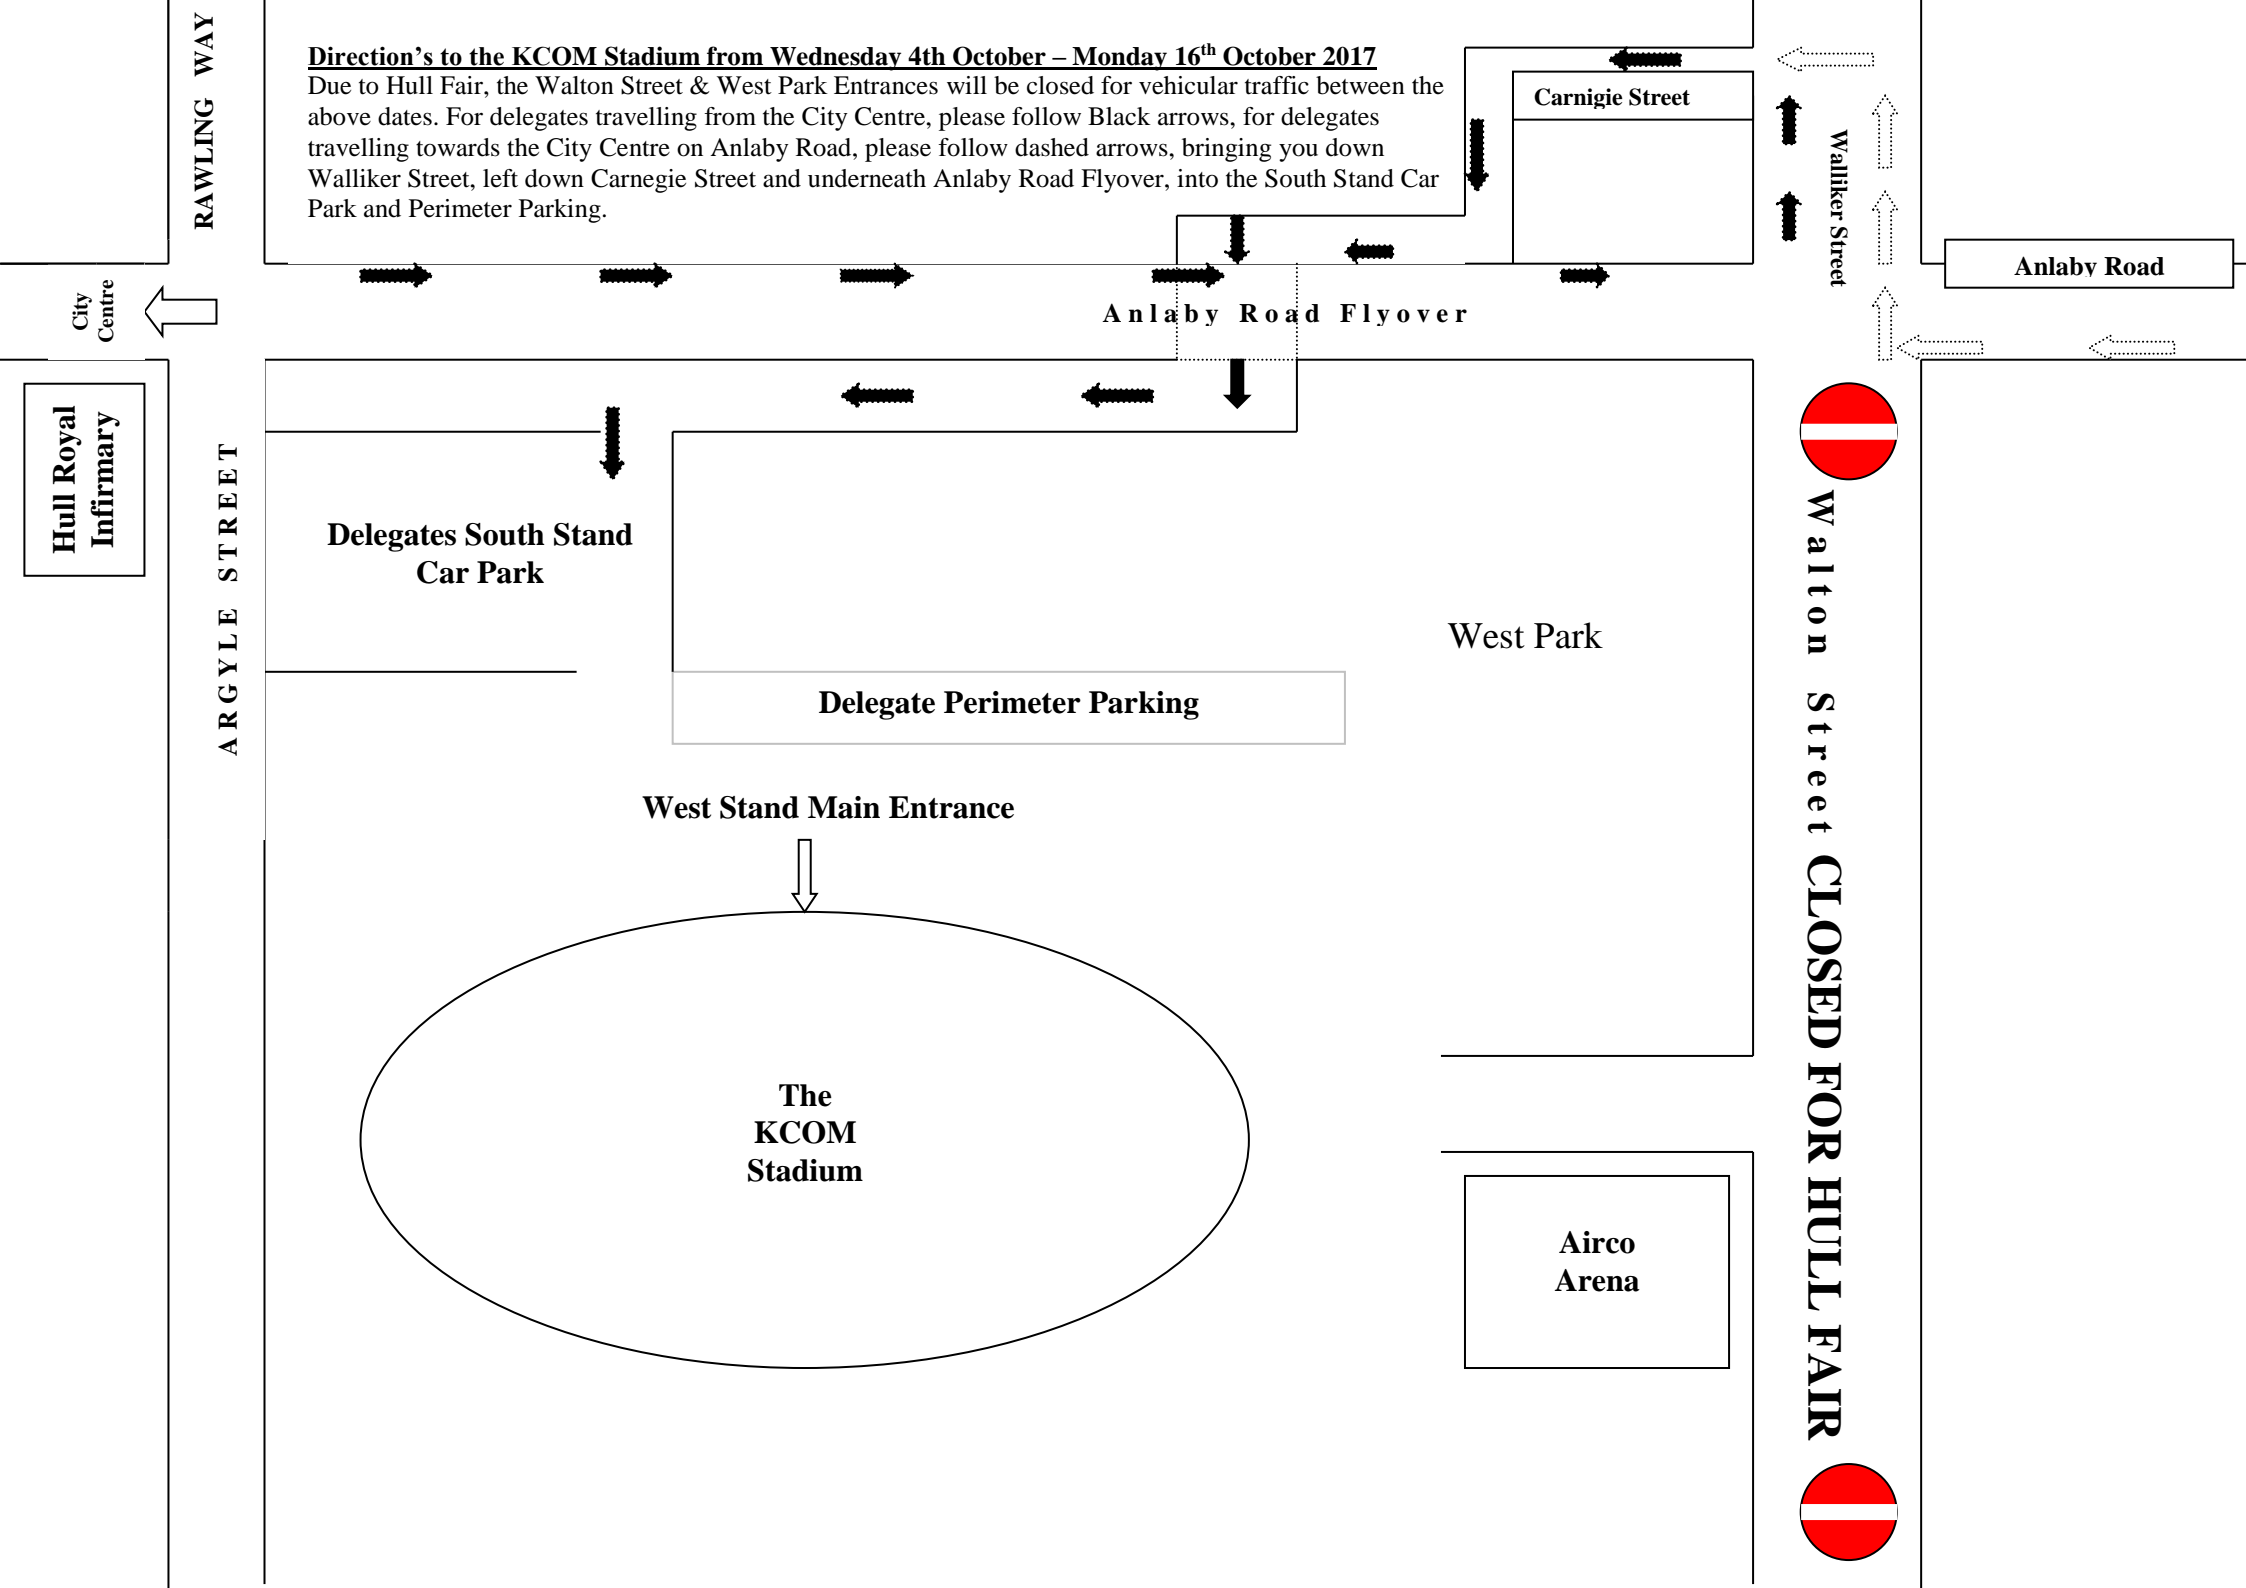 RAWLING WAY
Direction's to the KCOM Stadium from Wednesday 4th October – Monday 16th October 2017
Due to Hull Fair, the Walton Street & West Park Entrances will be closed for vehicular traffic between the
above dates. For delegates travelling from the City Centre, please follow Black arrows, for delegates
travelling towards the City Centre on Anlaby Road, please follow dashed arrows, bringing you down
Walliker Street, left down Carnegie Street and underneath Anlaby Road Flyover, into the South Stand Car
Park and Perimeter Parking.
Carnigie Street
Walliker Street
Anlaby Road
City
Centre
Anlaby Road Flyover
Hull Royal
Infirmary
ARGYLE STREET
Delegates South Stand
Car Park
West Park
Delegate Perimeter Parking
West Stand Main Entrance
The
KCOM
Stadium
Airco
Arena
Walton Street CLOSED FOR HULL FAIR